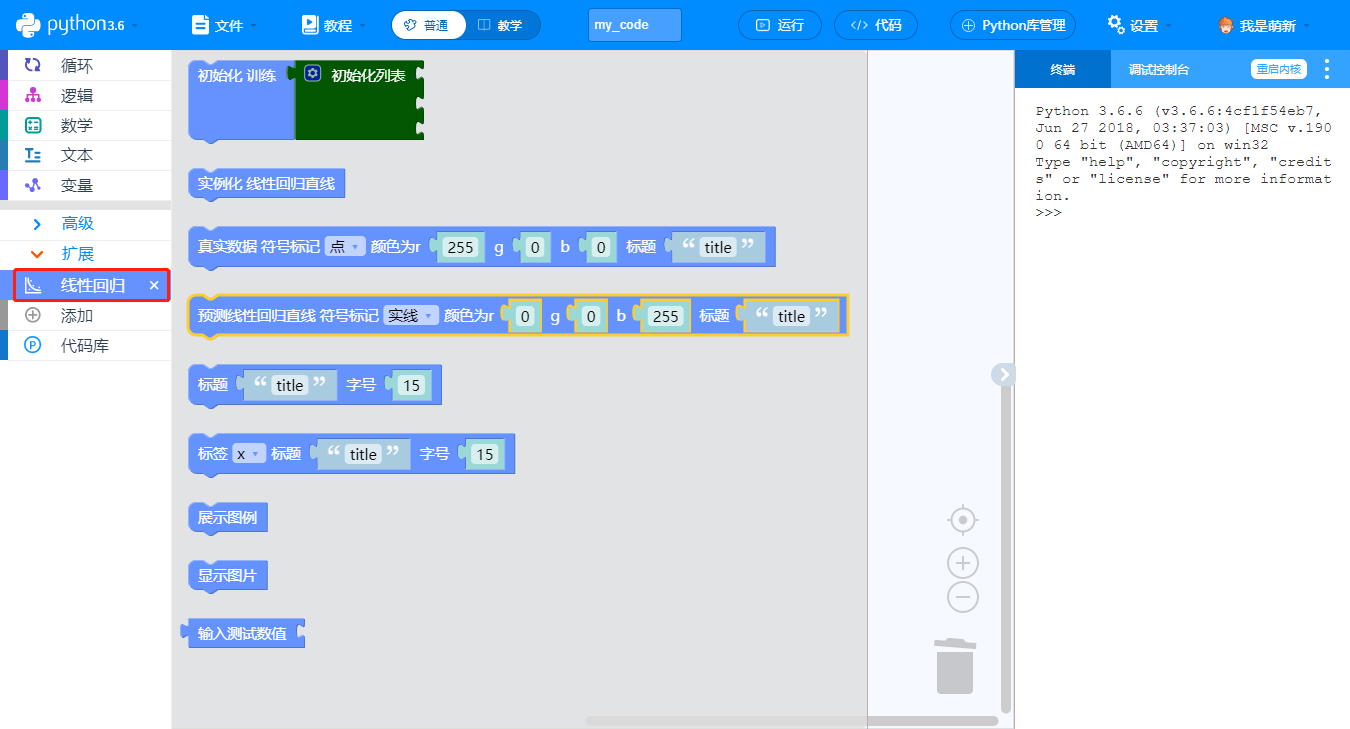 python3.6 文件 教程 普通 教学 my_code 运行 </> 代码 Python库管理 设置 我是萌新
循环
逻辑
数学
文本
变量
高级
扩展
线性回归 ×
添加
代码库
初始化 训练 初始化列表
实例化 线性回归直线
真实数据 符号标记 点 颜色为r 255 g 0 b 0 标题 “ title ”
预测线性回归直线 符号标记 实线 颜色为r 0 g 0 b 255 标题 “ title ”
标题 “ title ” 字号 15
标签 x 标题 “ title ” 字号 15
展示图例
显示图片
输入测试数值
终端 调试控制台 重启内核
Python 3.6.6 (v3.6.6:4cf1f54eb7,
Jun 27 2018, 03:37:03) [MSC v.190
0 64 bit (AMD64)] on win32
Type "help", "copyright", "credit
s" or "license" for more informat
ion.
>>>